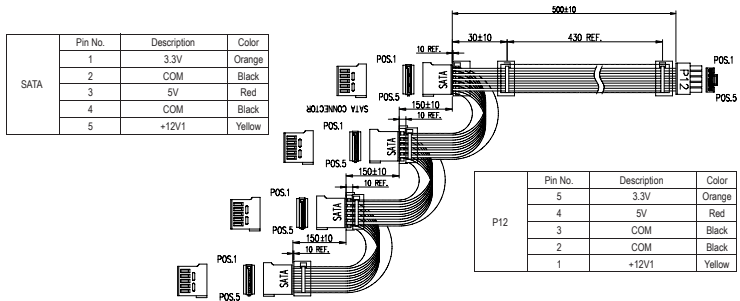 Pin No. Description Color
SATA
1 3.3V Orange
2 COM Black
3 5V Red
4 COM Black
5 +12V1 Yellow
500±10
30±10
430 REF.
10 REF.
POS.1
SATA
P12
POS.1
POS.5
POS.5
SATA CONNECTOR
150±10
10 REF.
POS.1
SATA
POS.5
150±10
10 REF.
POS.1
SATA
POS.5
150±10
10 REF.
POS.1
SATA
POS.5
Pin No. Description Color
P12
5 3.3V Orange
4 5V Red
3 COM Black
2 COM Black
1 +12V1 Yellow